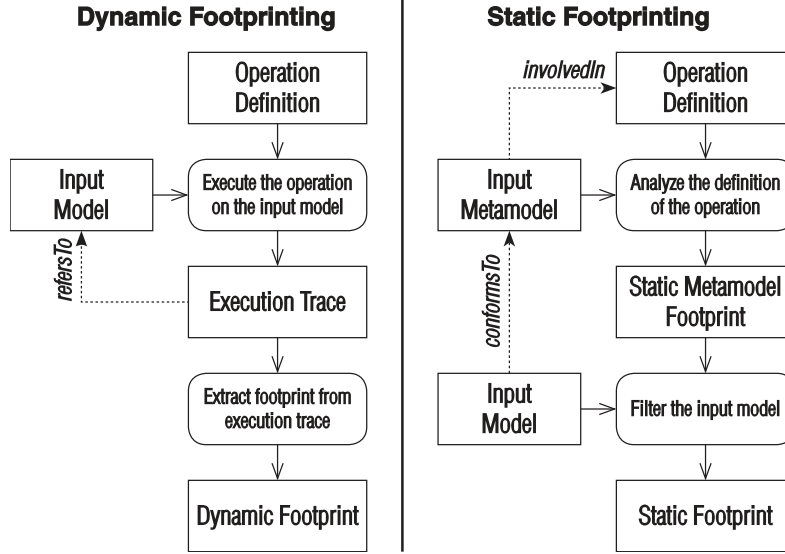 Dynamic Footprinting
Operation
Definition
Input
Model
Execute the operation
on the input model
refersTo
Execution Trace
Extract footprint from
execution trace
Dynamic Footprint
Static Footprinting
involvedIn
Operation
Definition
Input
Metamodel
Analyze the definition
of the operation
conformsTo
Static Metamodel
Footprint
Input
Model
Filter the input model
Static Footprint